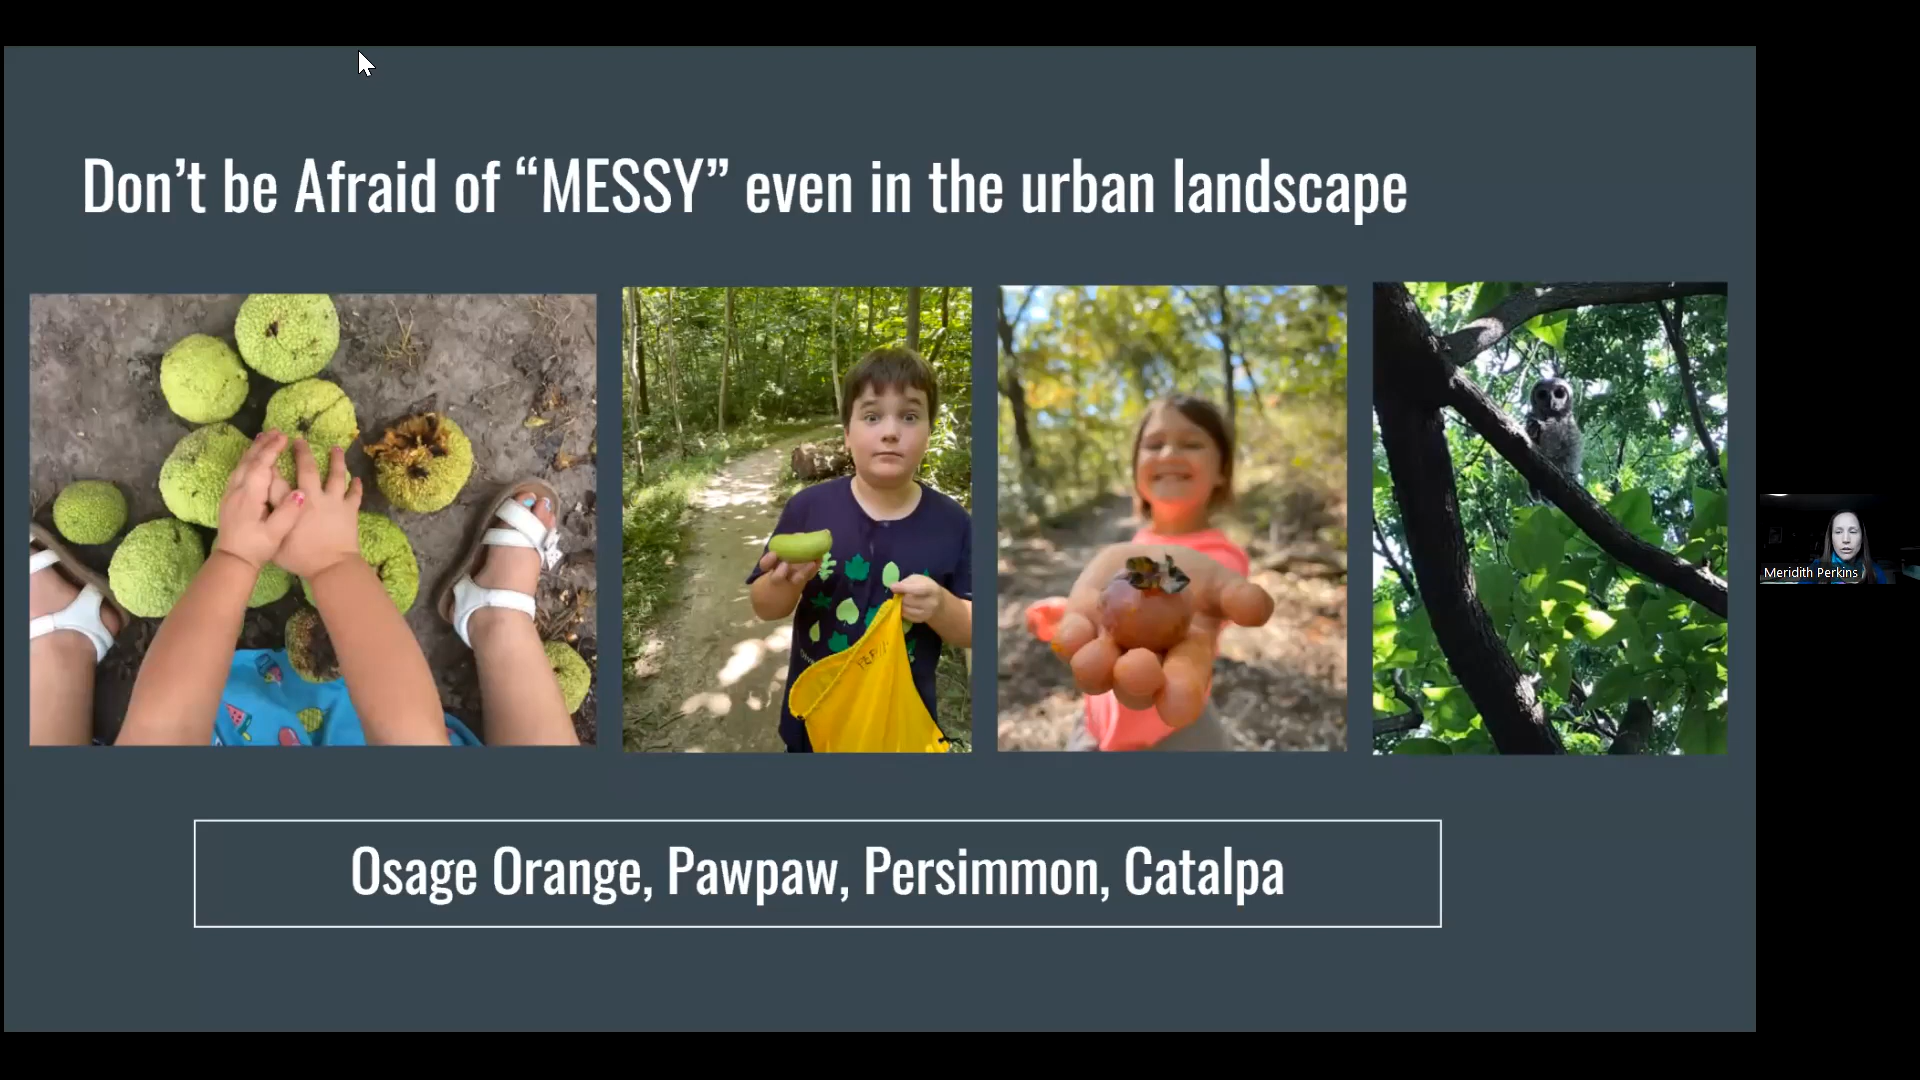 Don’t be Afraid of “MESSY” even in the urban landscape
Osage Orange, Pawpaw, Persimmon, Catalpa
Meridith Perkins